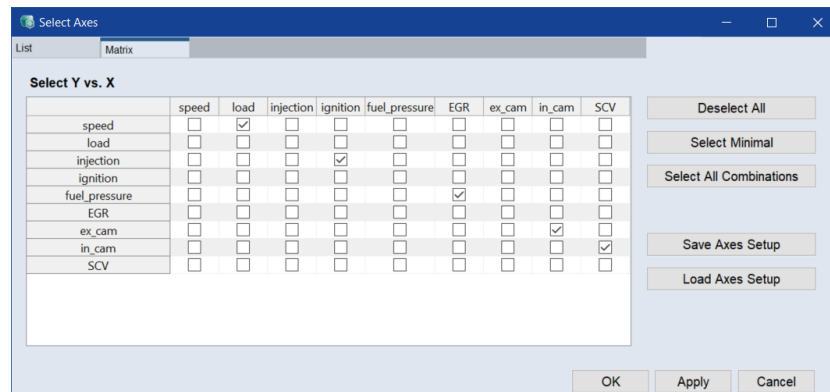 Select Axes
List Matrix
Select Y vs. X
speed load injection ignition fuel_pressure EGR ex_cam in_cam SCV
speed
load
injection
ignition
fuel_pressure
EGR
ex_cam
in_cam
SCV
Deselect All
Select Minimal
Select All Combinations
Save Axes Setup
Load Axes Setup
OK Apply Cancel